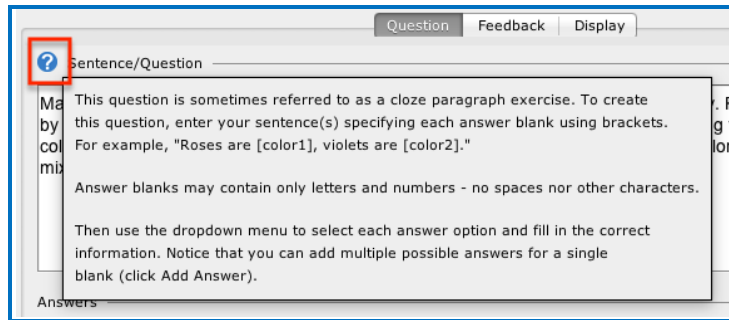 Question Feedback Display
? Sentence/Question
This question is sometimes referred to as a cloze paragraph exercise. To create
this question, enter your sentence(s) specifying each answer blank using brackets.
For example, "Roses are [color1], violets are [color2]."
Answer blanks may contain only letters and numbers - no spaces nor other characters.
Then use the dropdown menu to select each answer option and fill in the correct
information. Notice that you can add multiple possible answers for a single
blank (click Add Answer).
Answers